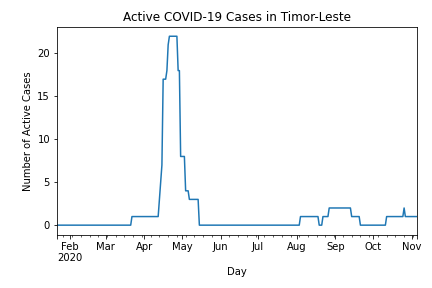 Active COVID-19 Cases in Timor-Leste
Number of Active Cases
20
15
10
5
0
Feb Mar Apr May Jun Jul Aug Sep Oct Nov
2020
Day